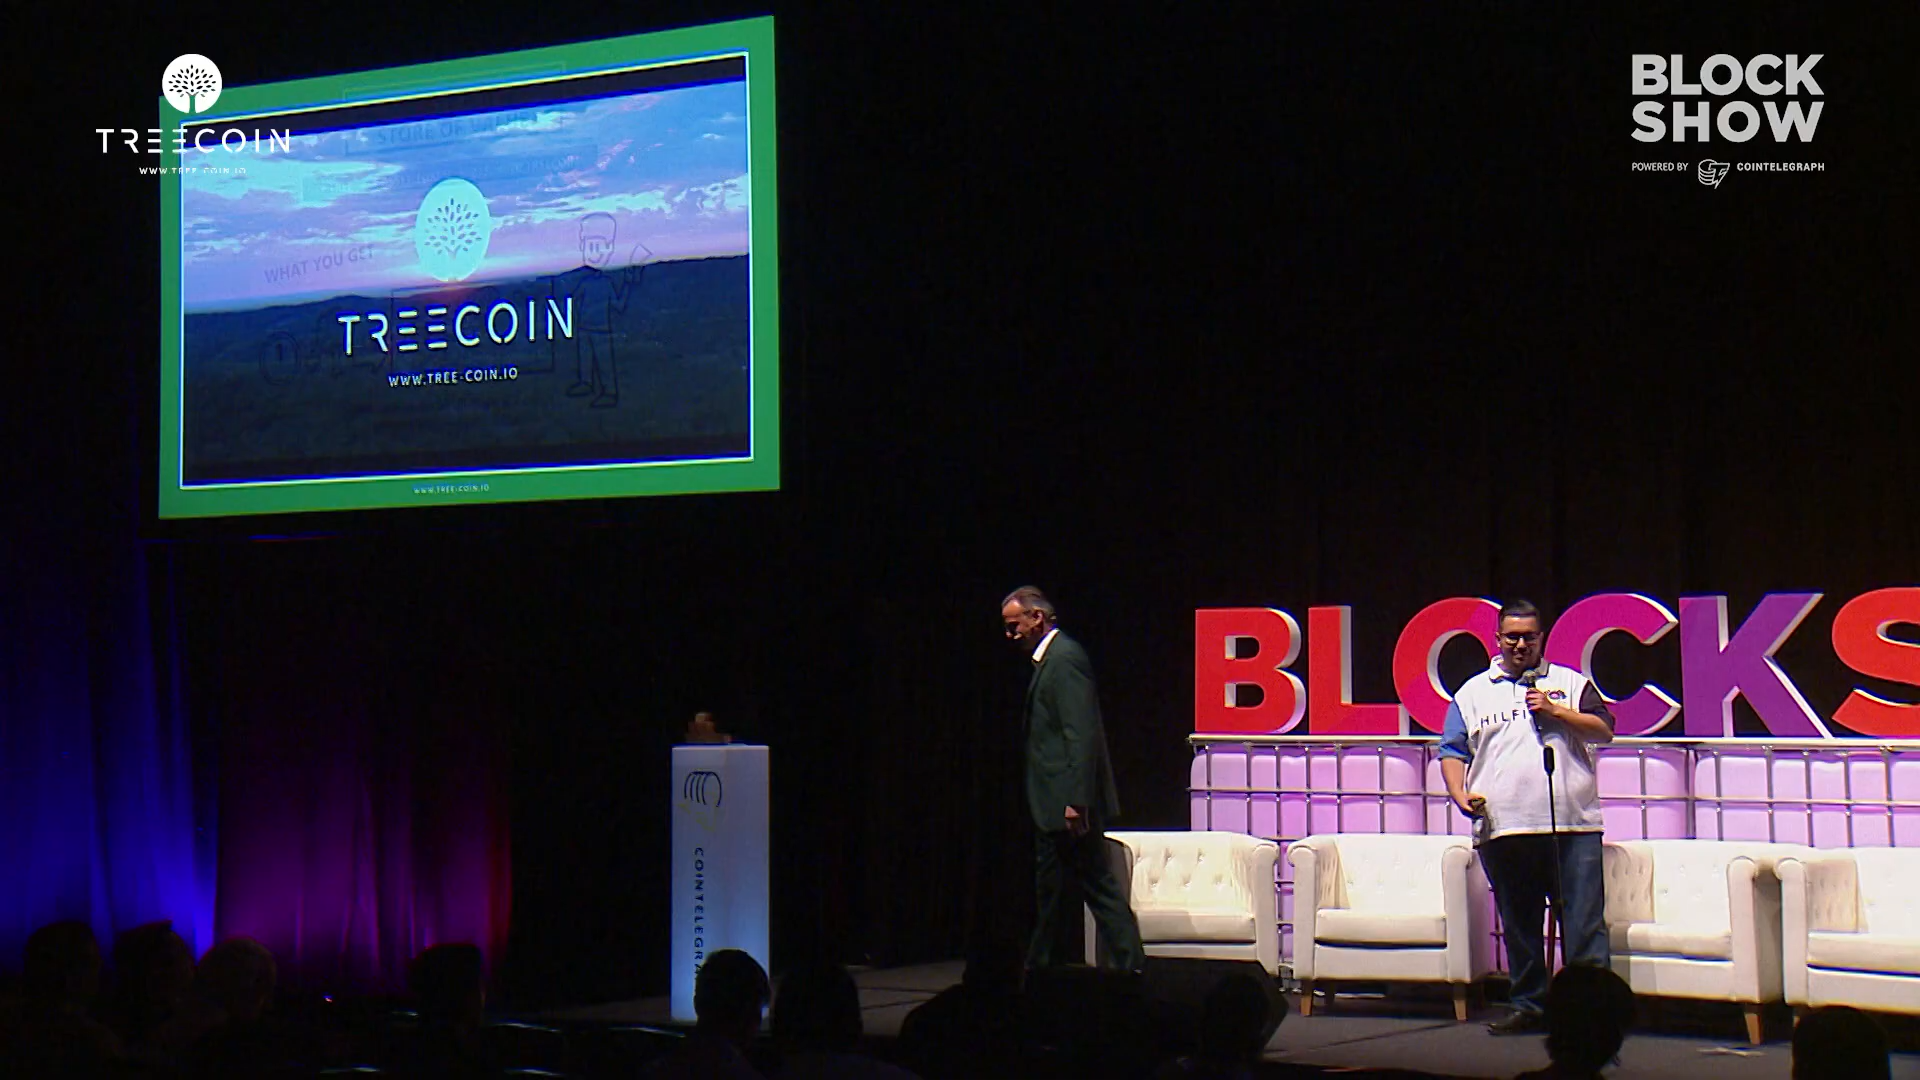 TREECOIN
WWW.TREE-COIN.IO
BLOCK
SHOW
POWERED BY COINTELEGRAPH
STORE OF VALUE
WHAT YOU GET
TREECOIN
WWW.TREE-COIN.IO
WWW.TREE-COIN.IO
BLOCKS
HILFI
COINTELEGRA